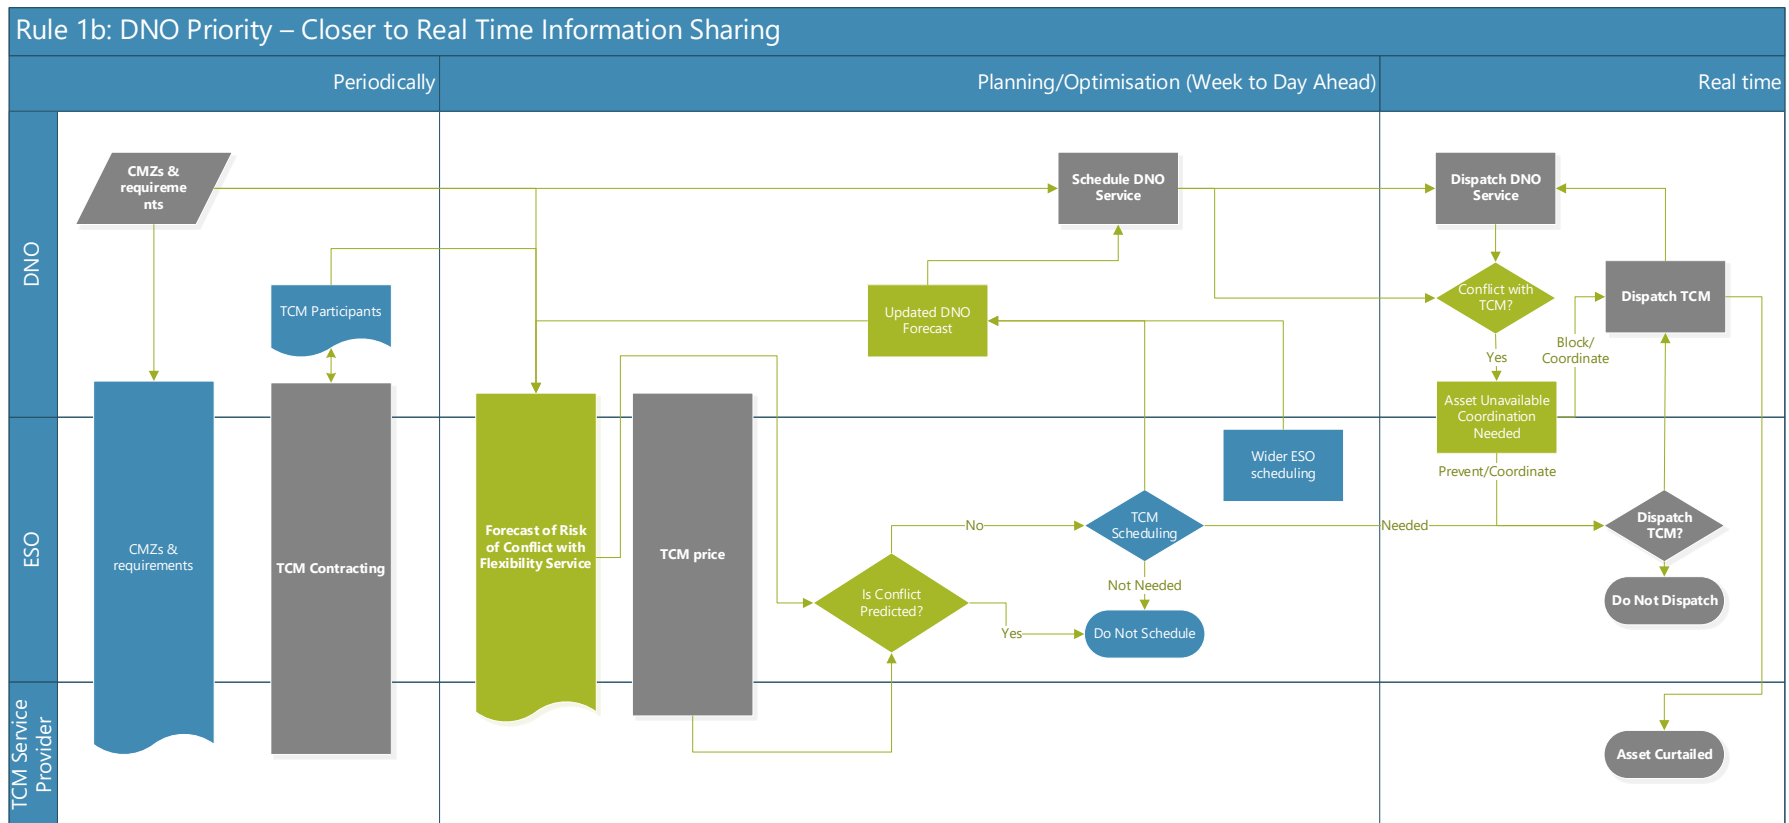 Rule 1b: DNO Priority – Closer to Real Time Information Sharing
Periodically
Planning/Optimisation (Week to Day Ahead)
Real time
DNO
CMZs &
requireme
nts
TCM Participants
Schedule DNO
Service
Updated DNO
Forecast
Dispatch DNO
Service
Conflict with
TCM?
Yes
Block/
Coordinate
Dispatch TCM
Asset Unavailable
Coordination
Needed
Prevent/Coordinate
ESO
CMZs &
requirements
TCM Contracting
Forecast of Risk
of Conflict with
Flexibility Service
TCM price
Is Conflict
Predicted?
No
Yes
TCM
Scheduling
Not Needed
Do Not Schedule
Wider ESO
scheduling
Needed
Dispatch
TCM?
Do Not Dispatch
TCM Service
Provider
Asset Curtailed